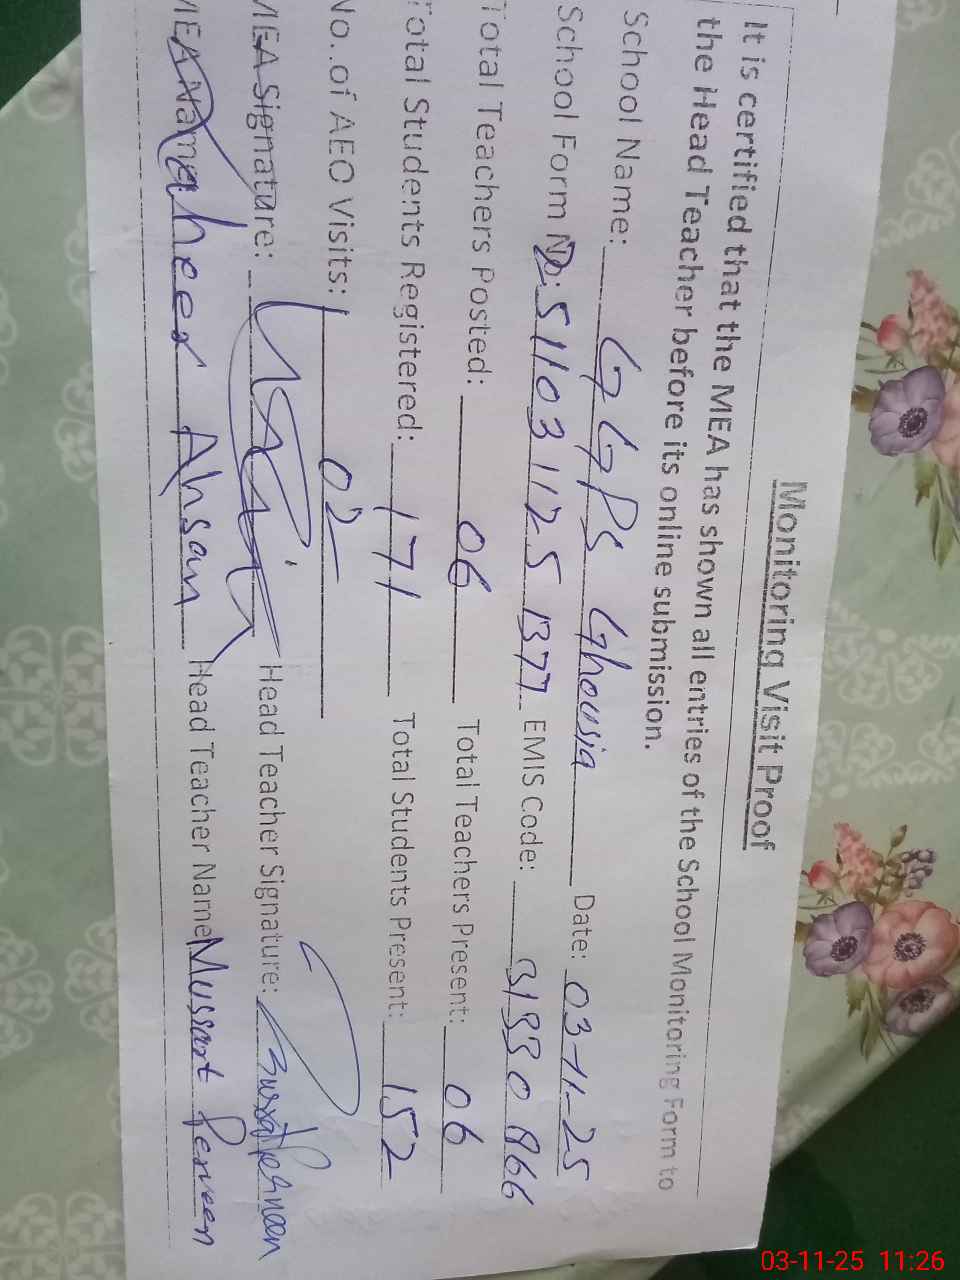 Monitoring Visit Proof
It is certified that the MEA has shown all entries of the School Monitoring Form to
the Head Teacher before its online submission.
School Name: GGPS Ghousia Date: 03-11-25
School Form No: 5110311251377 EMIS Code: 31330866
Total Teachers Posted: 06 Total Teachers Present: 06
Total Students Registered: 171 Total Students Present: 152
No..of AEO Visits: 02
MEA Signature: Head Teacher Signature:
MEA Name Zaheer Ahsan Head Teacher Name Mussart Perveen
03-11-25 11:26